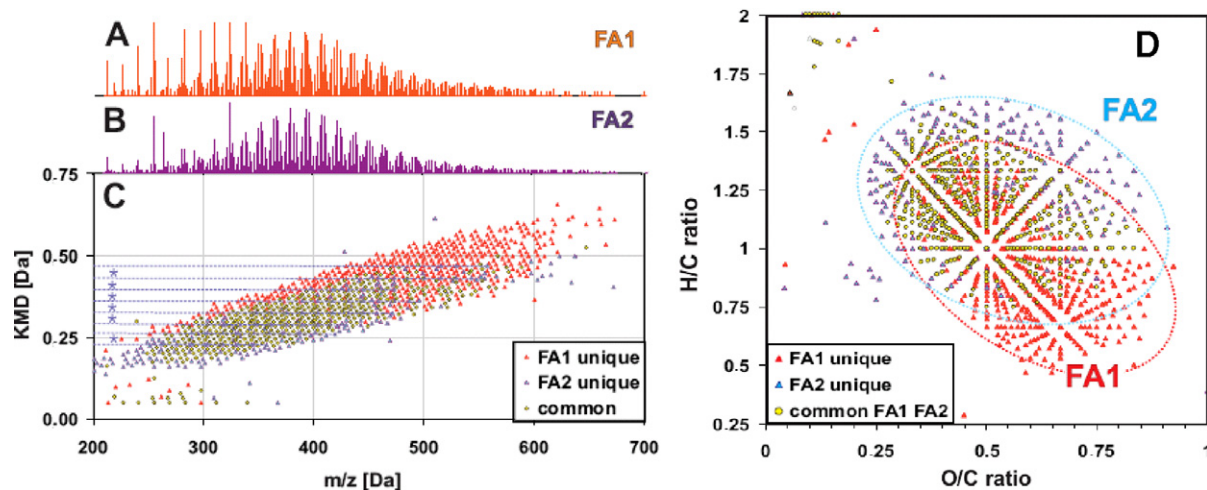 A
FA1
B
FA2
C
0.75
0.50
0.25
0.00
KMD [Da]
FA1 unique
FA2 unique
common
200 300 400 500 600 700
m/z [Da]
D
2
1.75
1.5
1.25
1
0.75
0.5
0.25
H/C ratio
FA2
FA1
FA1 unique
FA2 unique
common FA1 FA2
0 0.25 0.5 0.75 1
O/C ratio